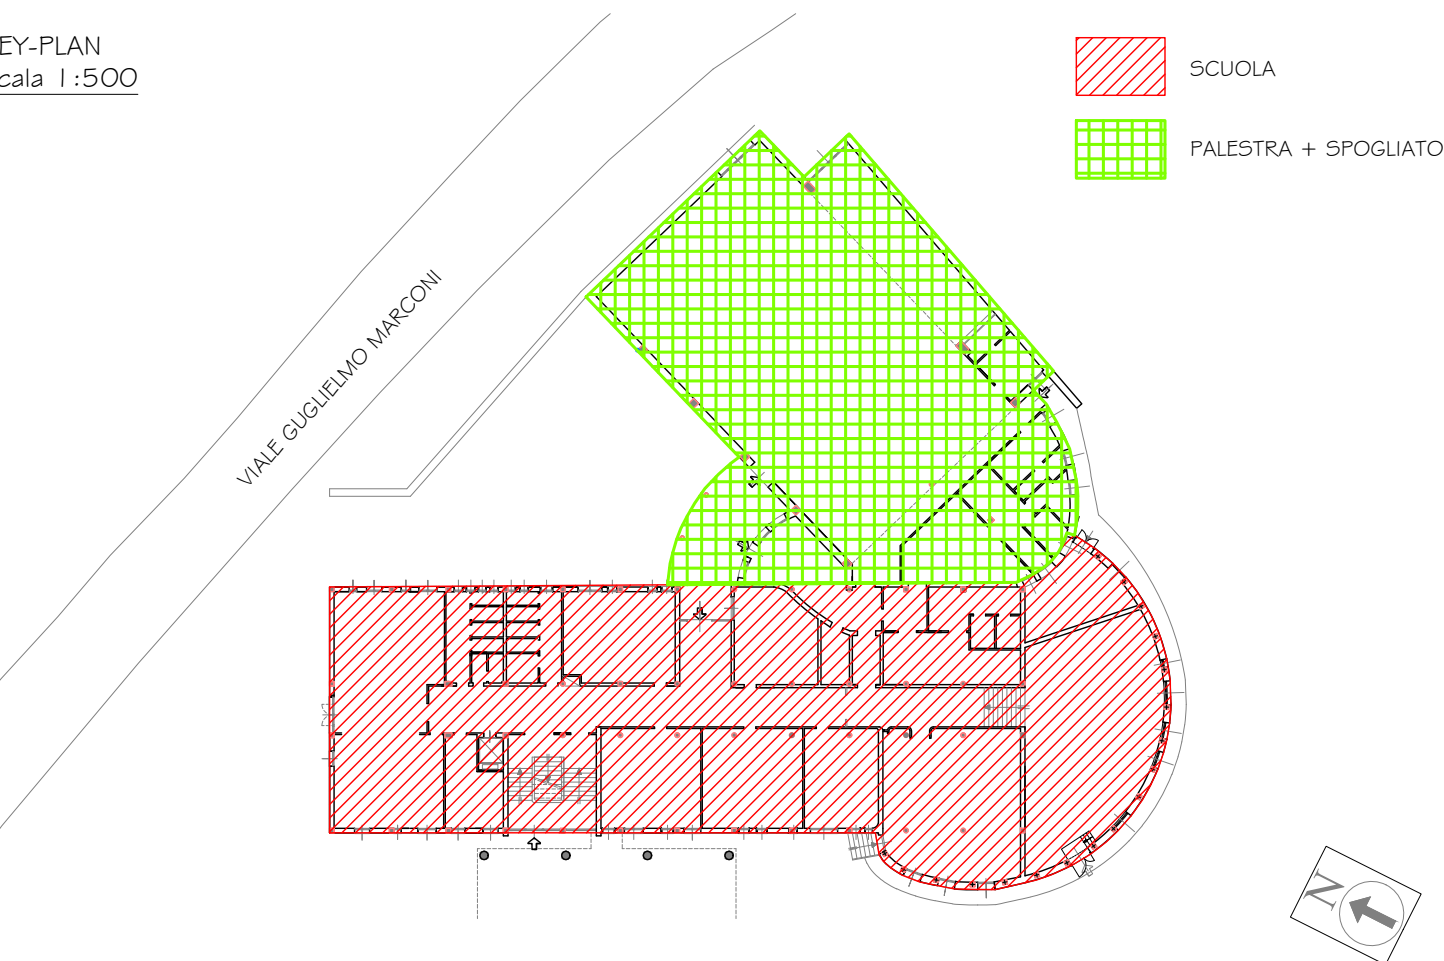 EY-PLAN
cala 1:500
SCUOLA
PALESTRA + SPOGLIATO
VIALE GUGLIELMO MARCONI
N